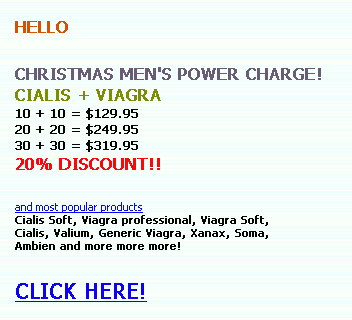 HELLO
CHRISTMAS MEN'S POWER CHARGE!
CIALIS + VIAGRA
10 + 10 = $129.95
20 + 20 = $249.95
30 + 30 = $319.95
20% DISCOUNT!!
and most popular products
Cialis Soft, Viagra professional, Viagra Soft,
Cialis, Valium, Generic Viagra, Xanax, Soma,
Ambien and more more more!
CLICK HERE!